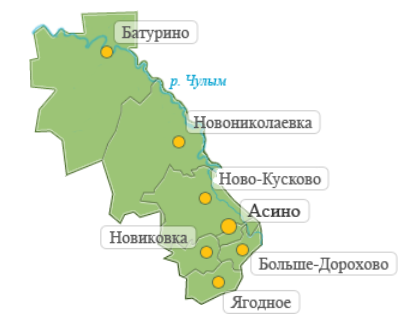 Батурино
р. Чулым
Новониколаевка
Ново-Кусково
Асино
Новиковка
Больше-Дорохово
Ягодное